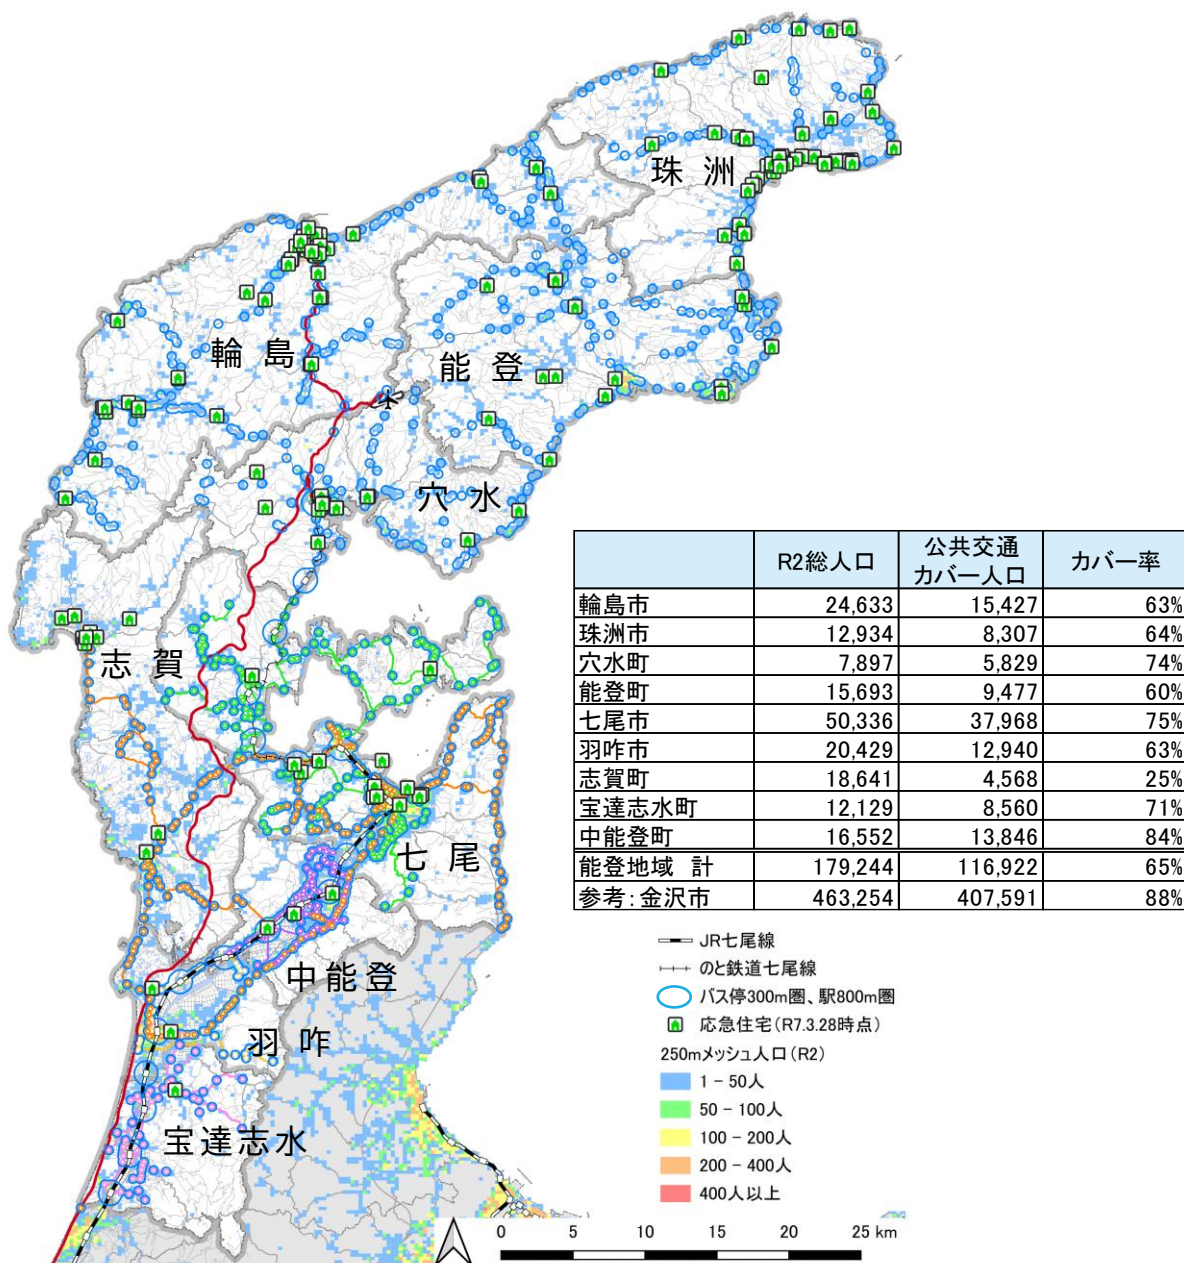 珠洲
輪島
能登
穴水
志賀
七尾
中能登
羽咋
宝達志水
R2総人口 公共交通カバー人口 カバー率
輪島市 24,633 15,427 63%
珠洲市 12,934 8,307 64%
穴水町 7,897 5,829 74%
能登町 15,693 9,477 60%
七尾市 50,336 37,968 75%
羽咋市 20,429 12,940 63%
志賀町 18,641 4,568 25%
宝達志水町 12,129 8,560 71%
中能登町 16,552 13,846 84%
能登地域 計 179,244 116,922 65%
参考:金沢市 463,254 407,591 88%
JR七尾線
のと鉄道七尾線
バス停300m圏、駅800m圏
応急住宅(R7.3.28時点)
250mメッシュ人口(R2)
1 - 50人
50 - 100人
100 - 200人
200 - 400人
400人以上
0 5 10 15 20 25 km